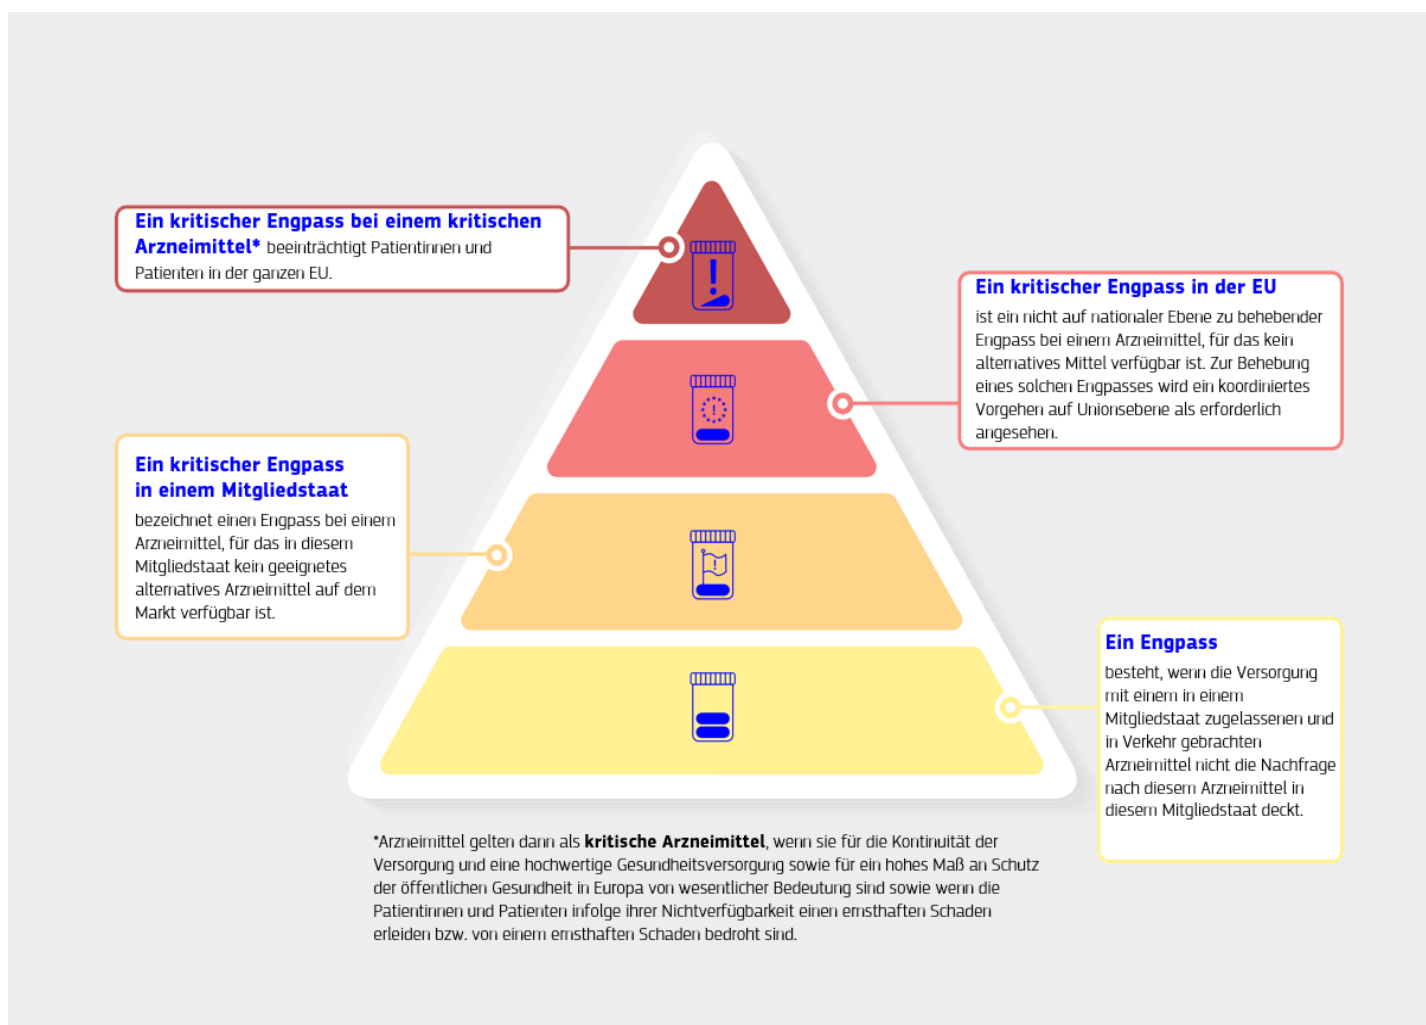 Ein kritischer Engpass bei einem kritischen
Arzneimittel* beeinträchtigt Patientinnen und
Patienten in der ganzen EU.
Ein kritischer Engpass in der EU
ist ein nicht auf nationaler Ebene zu behebender
Engpass bei einem Arzneimittel, für das kein
alternatives Mittel verfügbar ist. Zur Behebung
eines solchen Engpasses wird ein koordiniertes
Vorgehen auf Unionsebene als erforderlich
angesehen.
Ein kritischer Engpass
in einem Mitgliedstaat
bezeichnet einen Engpass bei einem
Arzneimittel, für das in diesem
Mitgliedstaat kein geeignetes
alternatives Arzneimittel auf dem
Markt verfügbar ist.
Ein Engpass
besteht, wenn die Versorgung
mit einem in einem
Mitgliedstaat zugelassenen und
in Verkehr gebrachten
Arzneimittel nicht die Nachfrage
nach diesem Arzneimittel in
diesem Mitgliedstaat deckt.
*Arzneimittel gelten dann als kritische Arzneimittel, wenn sie für die Kontinuität der
Versorgung und eine hochwertige Gesundheitsversorgung sowie für ein hohes Maß an Schutz
der öffentlichen Gesundheit in Europa von wesentlicher Bedeutung sind sowie wenn die
Patientinnen und Patienten infolge ihrer Nichtverfügbarkeit einen ernsthaften Schaden
erleiden bzw. von einem ernsthaften Schaden bedroht sind.